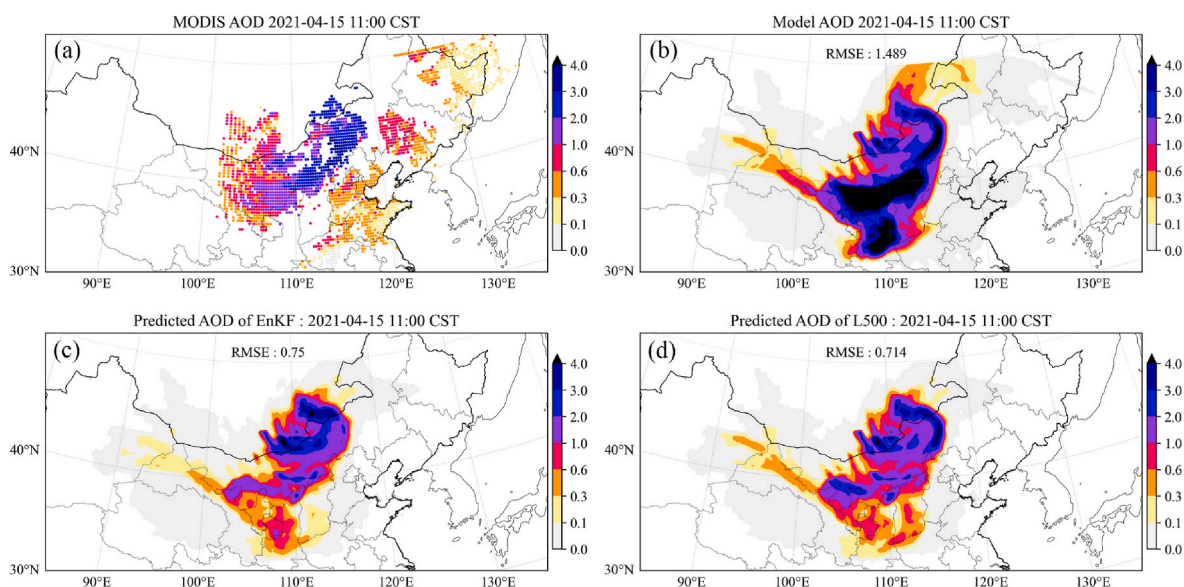 MODIS AOD 2021-04-15 11:00 CST
(a)
40°N
30°N
90°E
100°E
110°E
120°E
130°E
4.0
3.0
2.0
1.0
0.6
0.3
0.1
0.0
Model AOD 2021-04-15 11:00 CST
(b)
RMSE : 1.489
40°N
30°N
90°E
100°E
110°E
120°E
130°E
4.0
3.0
2.0
1.0
0.6
0.3
0.1
0.0
Predicted AOD of EnKF : 2021-04-15 11:00 CST
(c)
RMSE : 0.75
40°N
30°N
90°E
100°E
110°E
120°E
130°E
4.0
3.0
2.0
1.0
0.6
0.3
0.1
0.0
Predicted AOD of L500 : 2021-04-15 11:00 CST
(d)
RMSE : 0.714
40°N
30°N
90°E
100°E
110°E
120°E
130°E
4.0
3.0
2.0
1.0
0.6
0.3
0.1
0.0